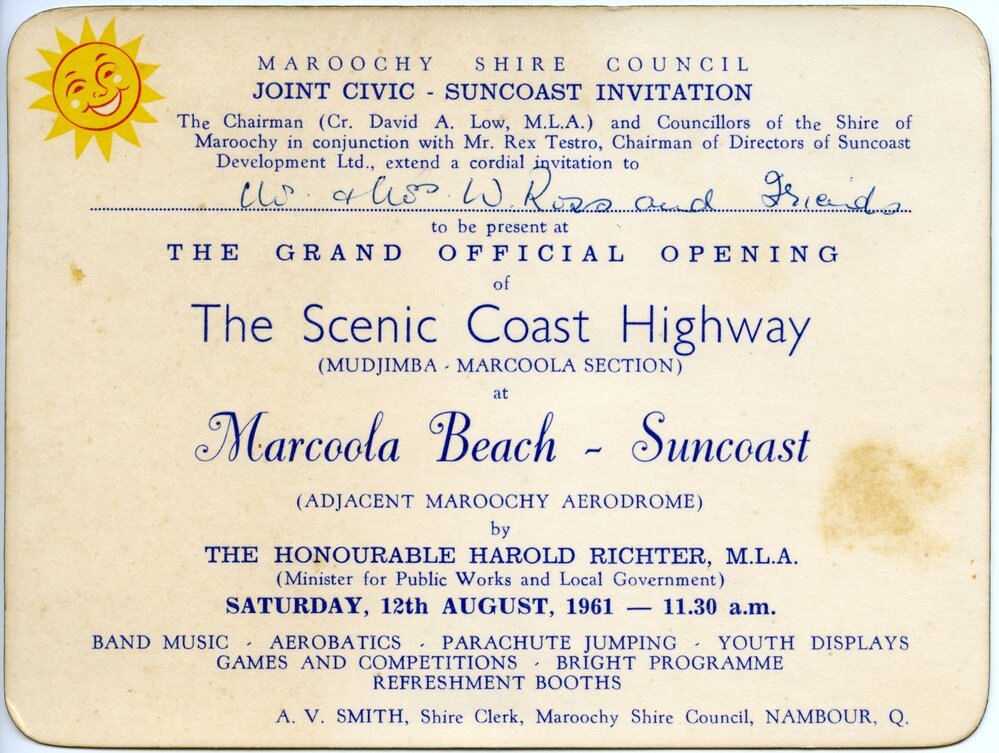 MAROOCHY SHIRE COUNCIL
JOINT CIVIC - SUNCOAST INVITATION
The Chairman (Cr. David A. Low, M.L.A.) and Councillors of the Shire of
Maroochy in conjunction with Mr. Rex Testro, Chairman of Directors of Suncoast
Development Ltd., extend a cordial invitation to
Mr. & Mrs W. Ross and Friends
to be present at
THE GRAND OFFICIAL OPENING
of
The Scenic Coast Highway
(MUDJIMBA - MARCOOLA SECTION)
at
Marcoola Beach - Suncoast
(ADJACENT MAROOCHY AERODROME)
by
THE HONOURABLE HAROLD RICHTER, M.L.A.
(Minister for Public Works and Local Government)
SATURDAY, 12th AUGUST, 1961 — 11.30 a.m.
BAND MUSIC - AEROBATICS - PARACHUTE JUMPING - YOUTH DISPLAYS
GAMES AND COMPETITIONS - BRIGHT PROGRAMME
REFRESHMENT BOOTHS
A. V. SMITH, Shire Clerk, Maroochy Shire Council, NAMBOUR, Q.